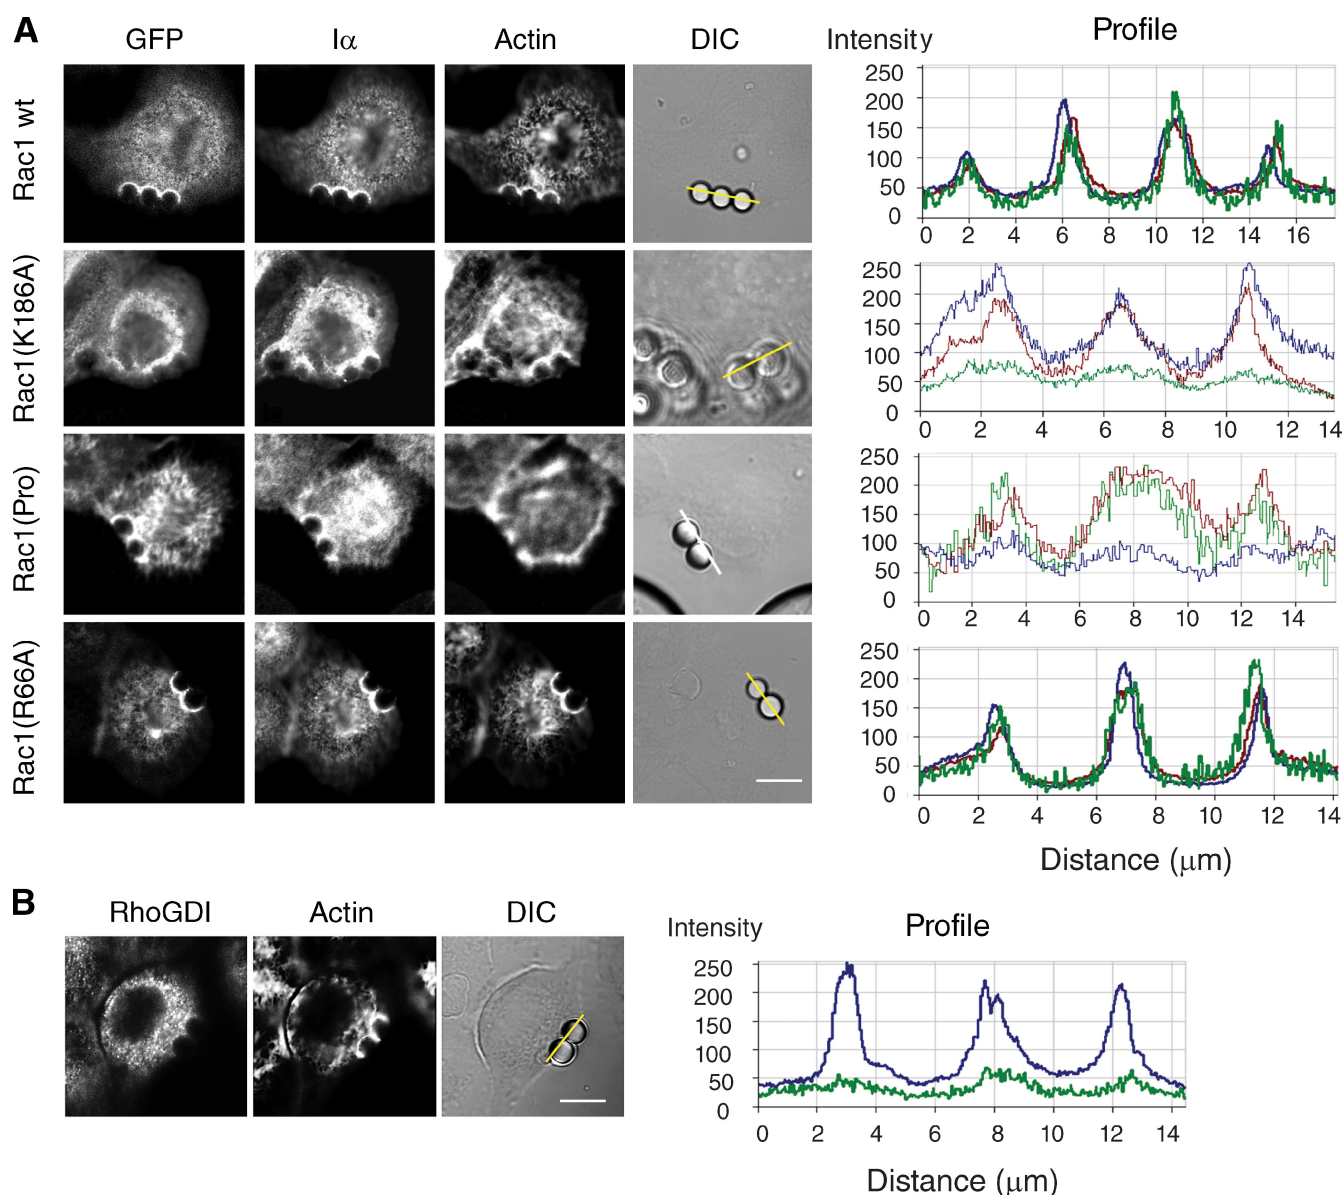 A
GFP Iα Actin DIC Intensity Profile
Rac1 wt
250
200
150
100
50
0
0 2 4 6 8 10 12 14 16
Rac1(K186A)
250
200
150
100
50
0
0 2 4 6 8 10 12 14
Rac1(Pro)
250
200
150
100
50
0
0 2 4 6 8 10 12 14
Rac1(R66A)
250
200
150
100
50
0
0 2 4 6 8 10 12 14
Distance (μm)
B
RhoGDI Actin DIC Intensity Profile
250
200
150
100
50
0
0 2 4 6 8 10 12 14
Distance (μm)